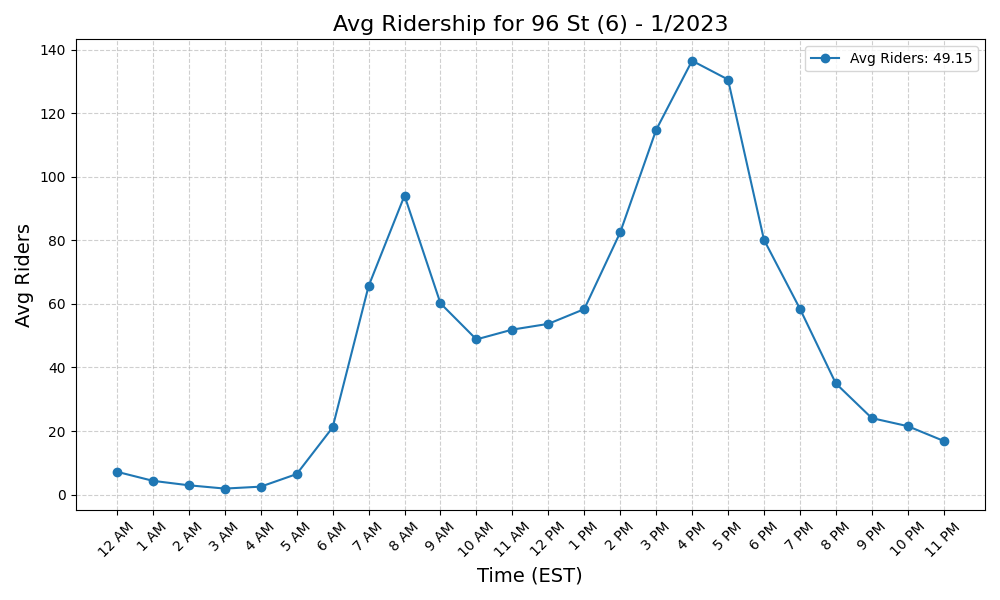 Avg Ridership for 96 St (6) - 1/2023
Avg Riders: 49.15
Avg Riders
140
120
100
80
60
40
20
0
12 AM
1 AM
2 AM
3 AM
4 AM
5 AM
6 AM
7 AM
8 AM
9 AM
10 AM
11 AM
12 PM
1 PM
2 PM
3 PM
4 PM
5 PM
6 PM
7 PM
8 PM
9 PM
10 PM
11 PM
Time (EST)